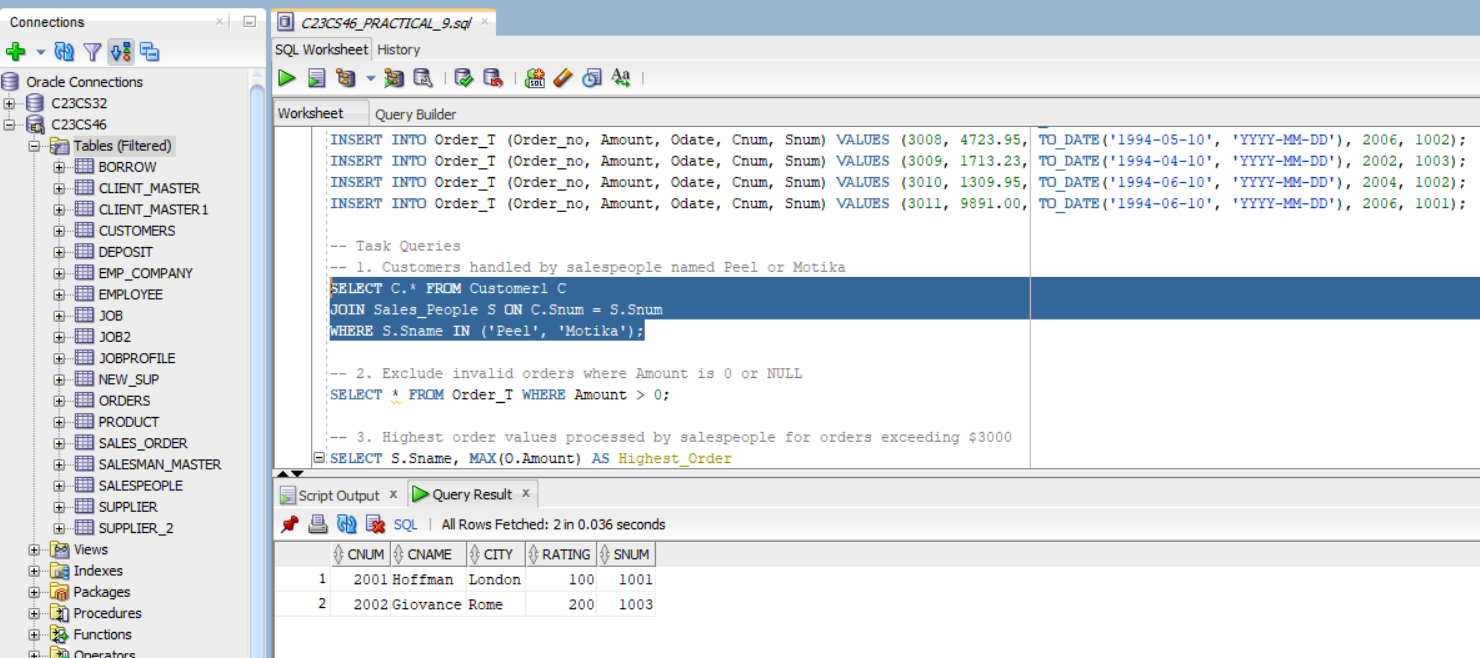 Connections
C23CS46_PRACTICAL_9.sql
SQL Worksheet History
Oracle Connections
C23CS32
C23CS46
Tables (Filtered)
BORROW
CLIENT_MASTER
CLIENT_MASTER1
CUSTOMERS
DEPOSIT
EMP_COMPANY
EMPLOYEE
JOB
JOB2
JOBPROFILE
NEW_SUP
ORDERS
PRODUCT
SALES_ORDER
SALESMAN_MASTER
SALESPEOPLE
SUPPLIER
SUPPLIER_2
Views
Indexes
Packages
Procedures
Functions
Operators
Worksheet Query Builder
INSERT INTO Order_T (Order_no, Amount, Odate, Cnum, Snum) VALUES (3008, 4723.95, TO_DATE('1994-05-10', 'YYYY-MM-DD'), 2006, 1002);
INSERT INTO Order_T (Order_no, Amount, Odate, Cnum, Snum) VALUES (3009, 1713.23, TO_DATE('1994-04-10', 'YYYY-MM-DD'), 2002, 1003);
INSERT INTO Order_T (Order_no, Amount, Odate, Cnum, Snum) VALUES (3010, 1309.95, TO_DATE('1994-06-10', 'YYYY-MM-DD'), 2004, 1002);
INSERT INTO Order_T (Order_no, Amount, Odate, Cnum, Snum) VALUES (3011, 9891.00, TO_DATE('1994-06-10', 'YYYY-MM-DD'), 2006, 1001);
-- Task Queries
-- 1. Customers handled by salespeople named Peel or Motika
SELECT C.* FROM Customer1 C
JOIN Sales_People S ON C.Snum = S.Snum
WHERE S.Sname IN ('Peel', 'Motika');
-- 2. Exclude invalid orders where Amount is 0 or NULL
SELECT * FROM Order_T WHERE Amount > 0;
-- 3. Highest order values processed by salespeople for orders exceeding $3000
SELECT S.Sname, MAX(O.Amount) AS Highest_Order
Script Output x Query Result x
SQL | All Rows Fetched: 2 in 0.036 seconds
CNUM CNAME CITY RATING SNUM
1 2001 Hoffman London 100 1001
2 2002 Giovance Rome 200 1003